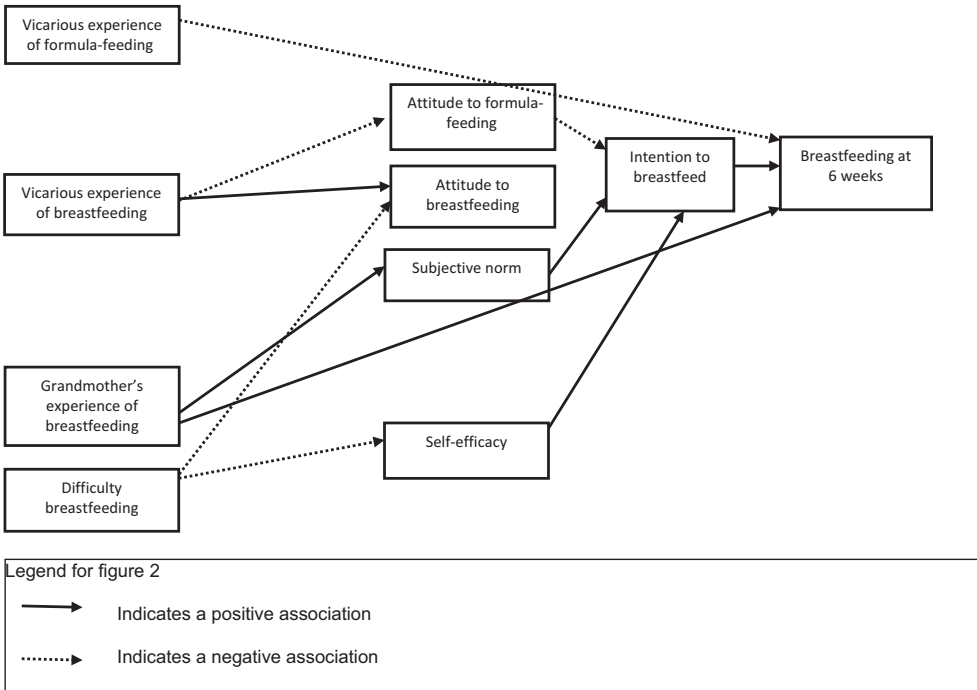 Vicarious experience
of formula-feeding
Attitude to formula-
feeding
Intention to
breastfeed
Breastfeeding at
6 weeks
Vicarious experience
of breastfeeding
Attitude to
breastfeeding
Subjective norm
Grandmother's
experience of
breastfeeding
Self-efficacy
Difficulty
breastfeeding
Legend for figure 2
Indicates a positive association
Indicates a negative association